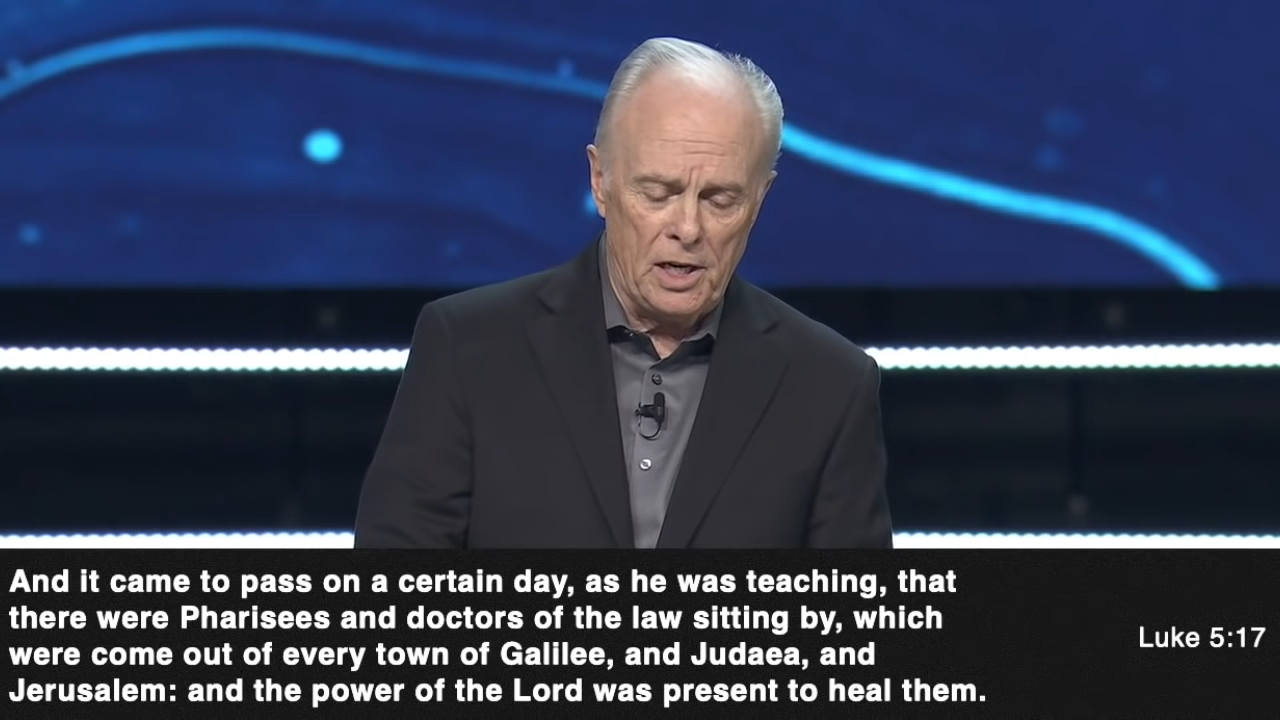 And it came to pass on a certain day, as he was teaching, that
there were Pharisees and doctors of the law sitting by, which
were come out of every town of Galilee, and Judaea, and
Jerusalem: and the power of the Lord was present to heal them.
Luke 5:17